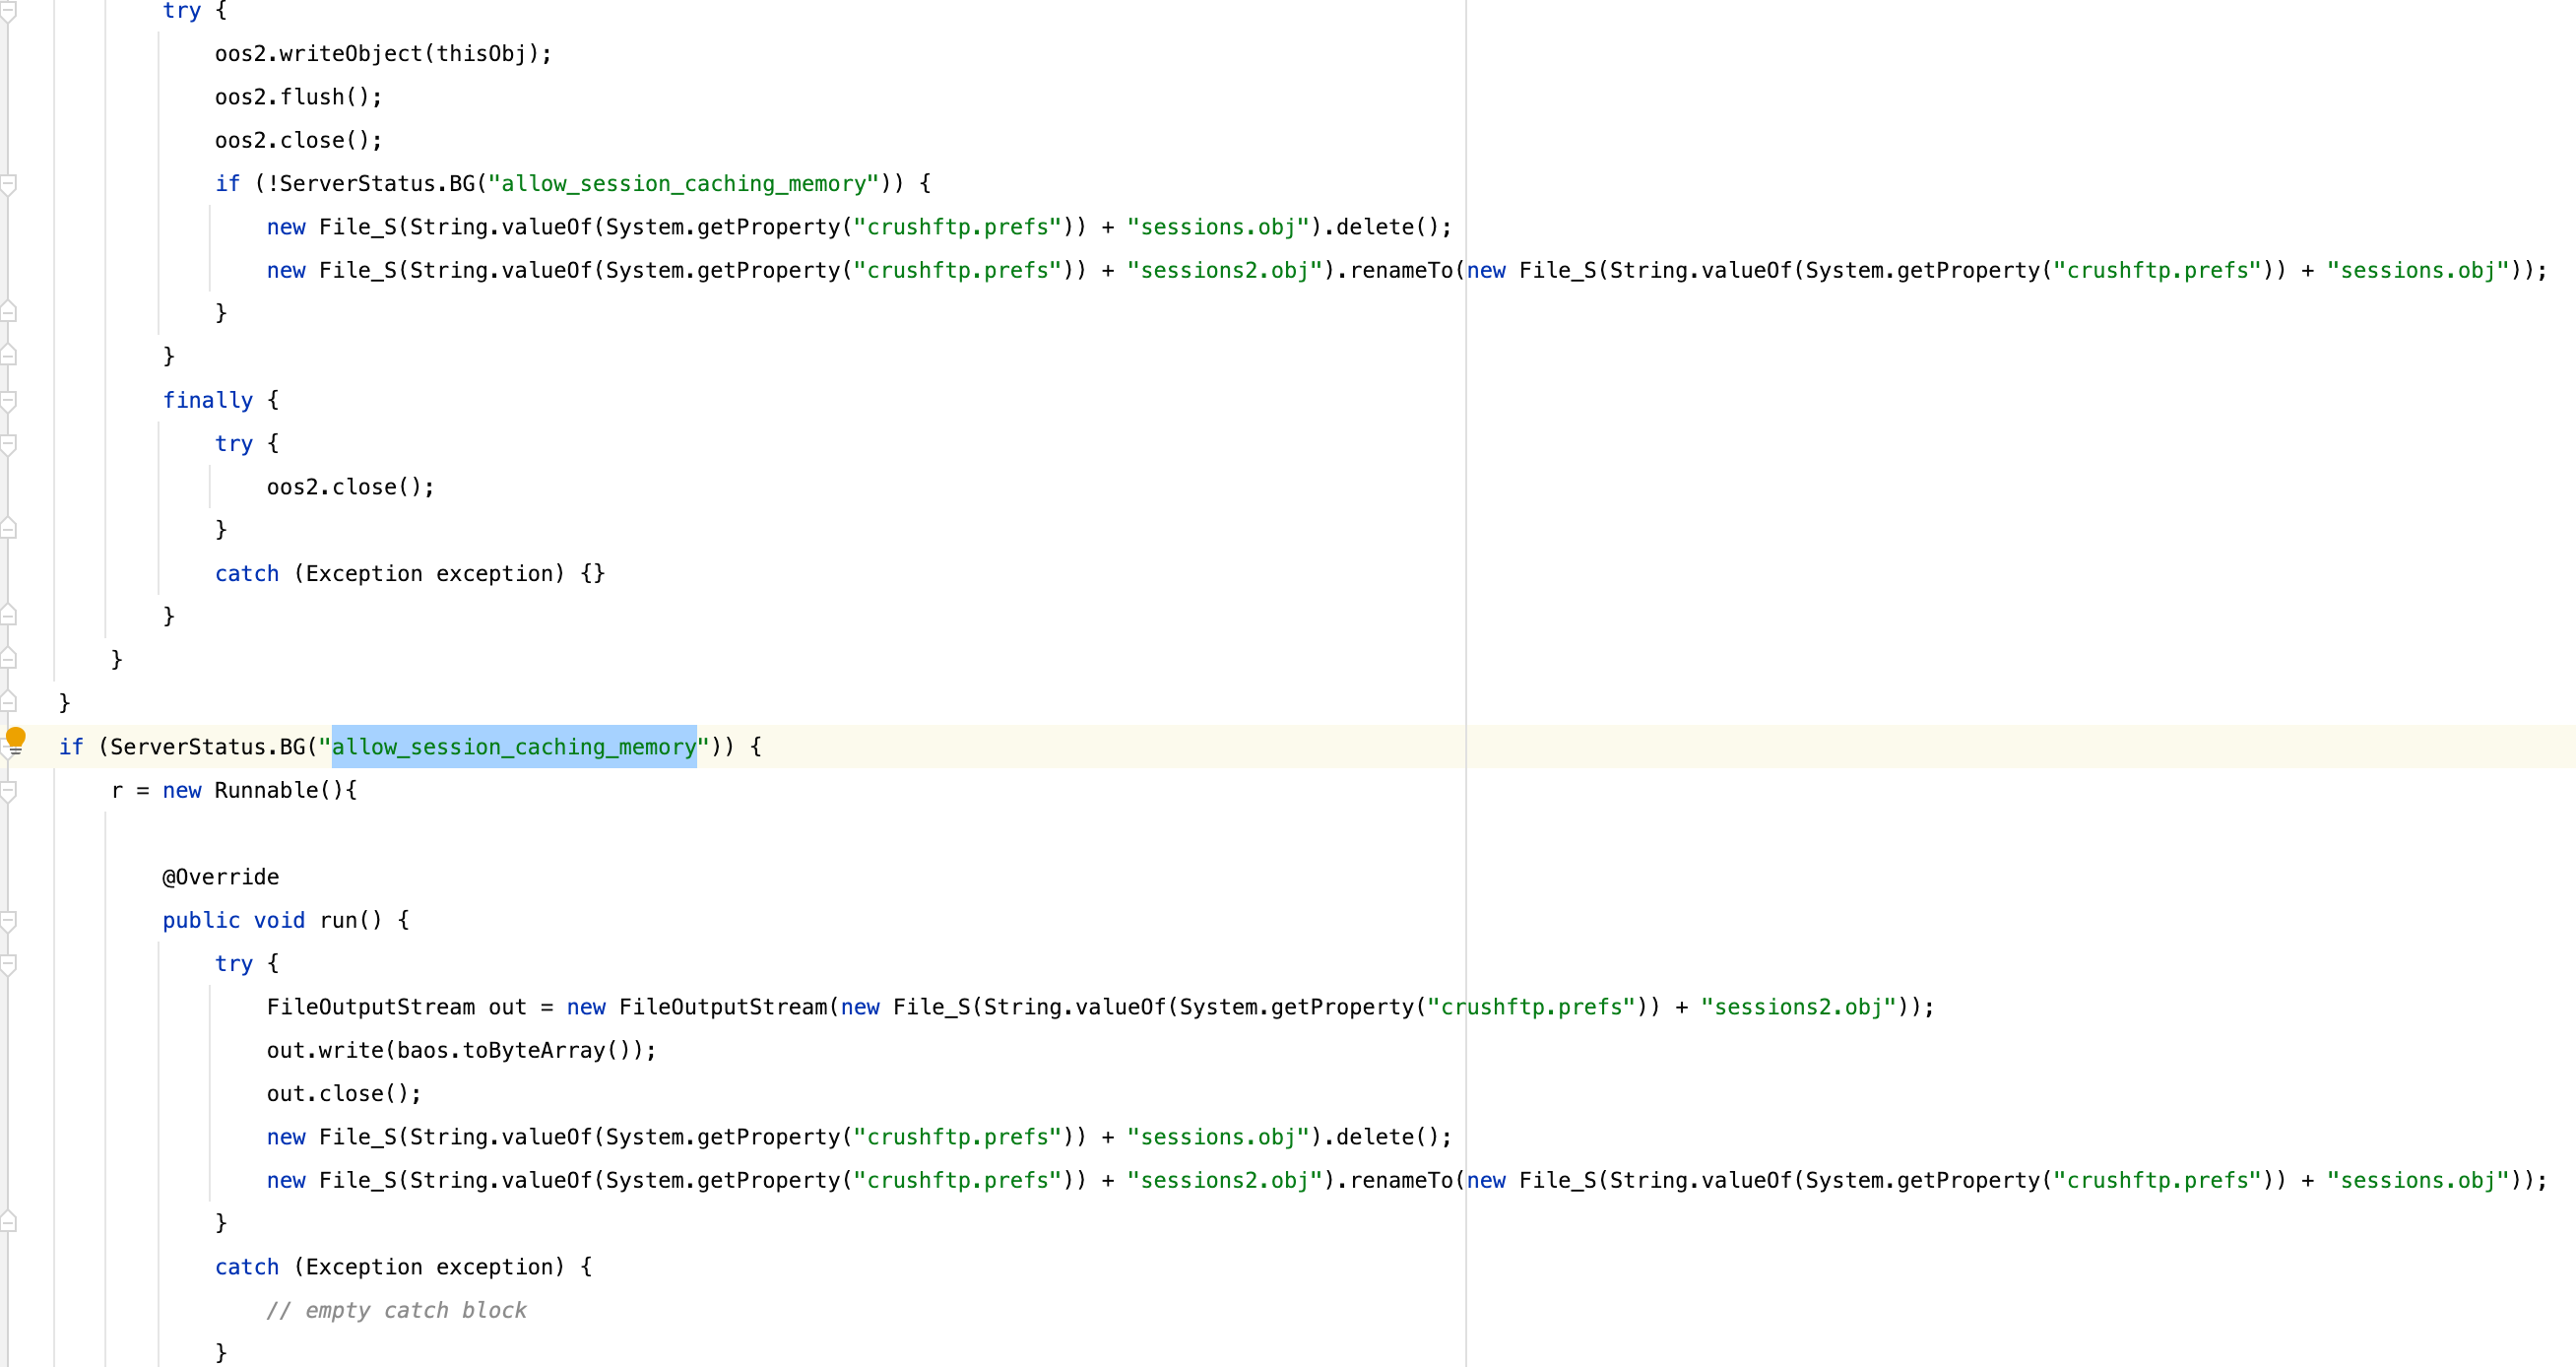 try {
oos2.writeObject(thisObj);
oos2.flush();
oos2.close();
if (!ServerStatus.BG("allow_session_caching_memory")) {
new File_S(String.valueOf(System.getProperty("crushftp.prefs")) + "sessions.obj").delete();
new File_S(String.valueOf(System.getProperty("crushftp.prefs")) + "sessions2.obj").renameTo(new File_S(String.valueOf(System.getProperty("crushftp.prefs")) + "sessions.obj"));
}
}
finally {
try {
oos2.close();
}
catch (Exception exception) {}
}
}
}
if (ServerStatus.BG("allow_session_caching_memory")) {
r = new Runnable(){
@Override
public void run() {
try {
FileOutputStream out = new FileOutputStream(new File_S(String.valueOf(System.getProperty("crushftp.prefs")) + "sessions2.obj"));
out.write(baos.toByteArray());
out.close();
new File_S(String.valueOf(System.getProperty("crushftp.prefs")) + "sessions.obj").delete();
new File_S(String.valueOf(System.getProperty("crushftp.prefs")) + "sessions2.obj").renameTo(new File_S(String.valueOf(System.getProperty("crushftp.prefs")) + "sessions.obj"));
}
catch (Exception exception) {
// empty catch block
}